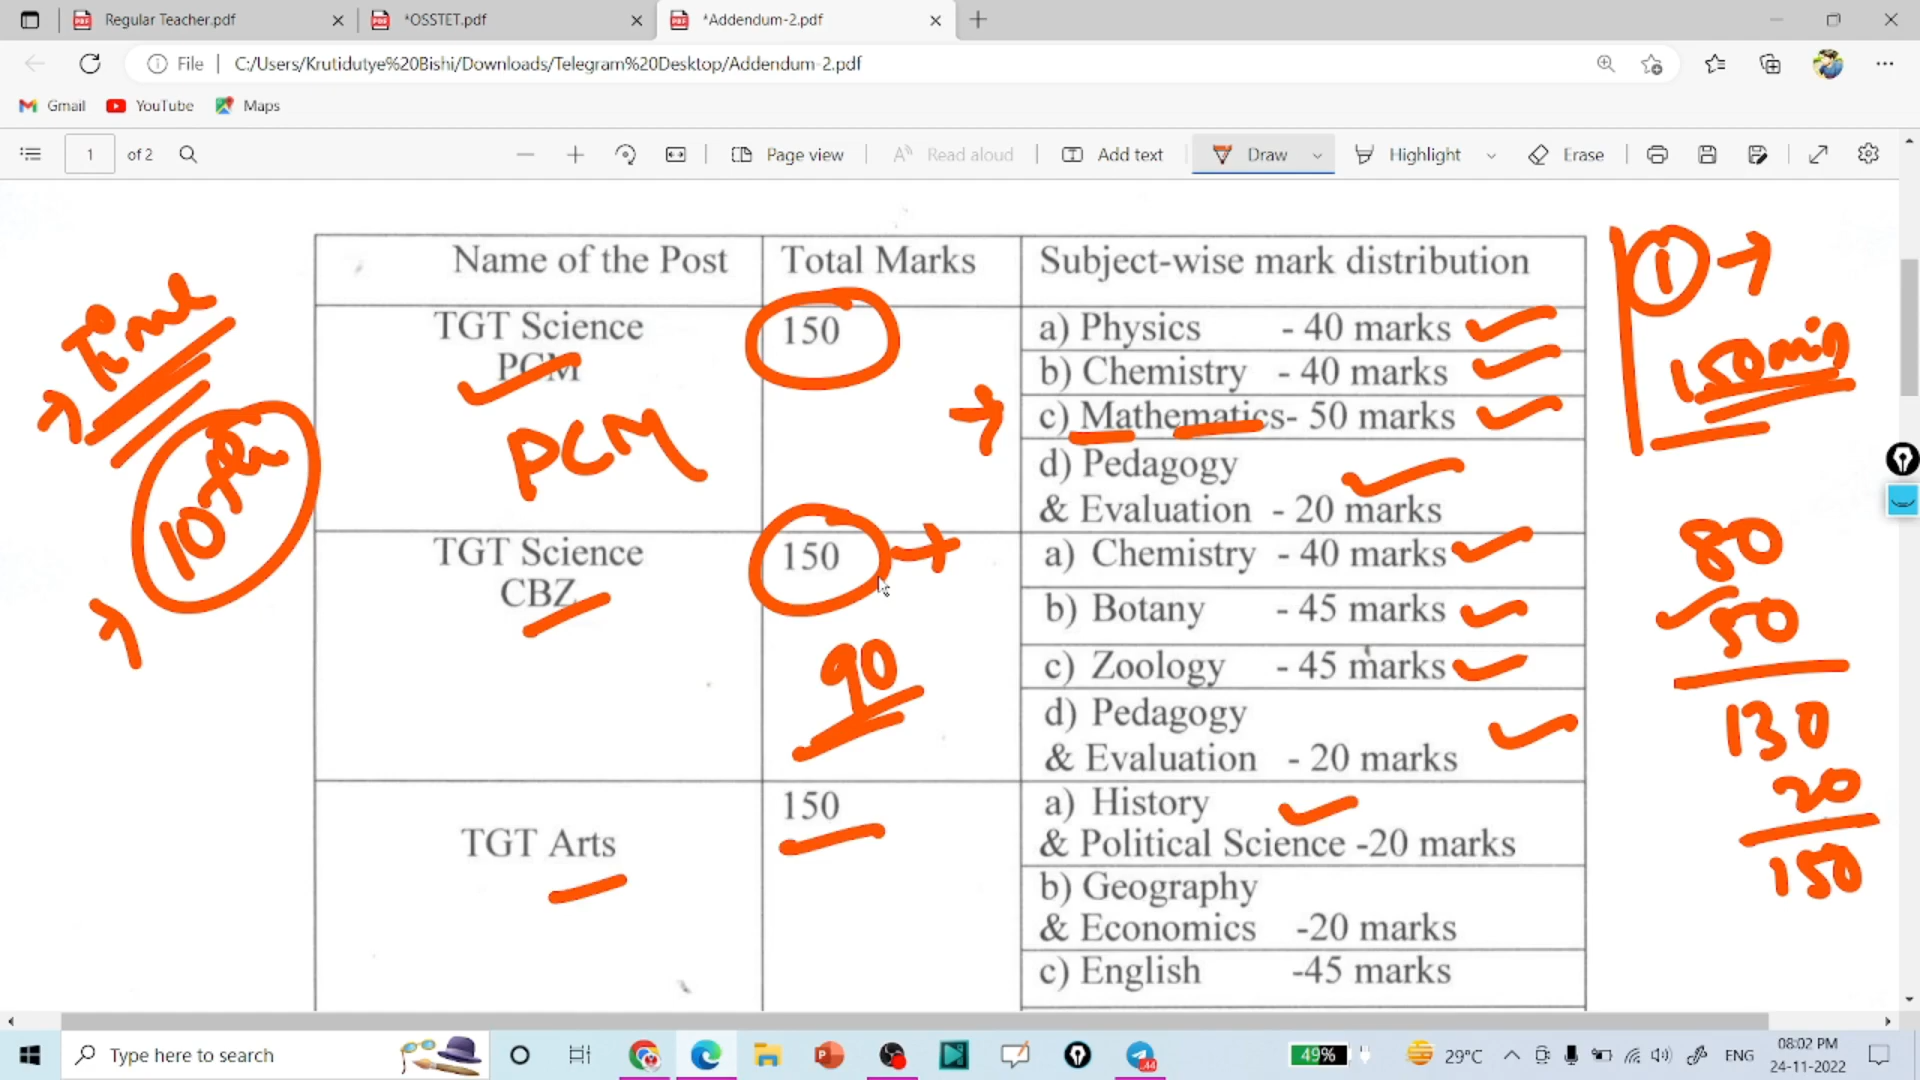 Regular Teacher.pdf
*OSSTET.pdf
*Addendum-2.pdf
File
C:/Users/Krutidutye%20Bishi/Downloads/Telegram%20Desktop/Addendum-2.pdf
Gmail
YouTube
Maps
1
of 2
Page view
Read aloud
Add text
Draw
Highlight
Erase
Name of the Post
Total Marks
Subject-wise mark distribution
TGT Science
PCM
150
a) Physics - 40 marks
b) Chemistry - 40 marks
c) Mathematics- 50 marks
d) Pedagogy
& Evaluation - 20 marks
PCM
Time
10th
150 min
TGT Science
CBZ
150
a) Chemistry - 40 marks
b) Botany - 45 marks
c) Zoology - 45 marks
d) Pedagogy
& Evaluation - 20 marks
90
80
50
130
20
150
TGT Arts
150
a) History
& Political Science -20 marks
b) Geography
& Economics -20 marks
c) English -45 marks
Type here to search
44
49%
29°C
ENG
08:02 PM
24-11-2022